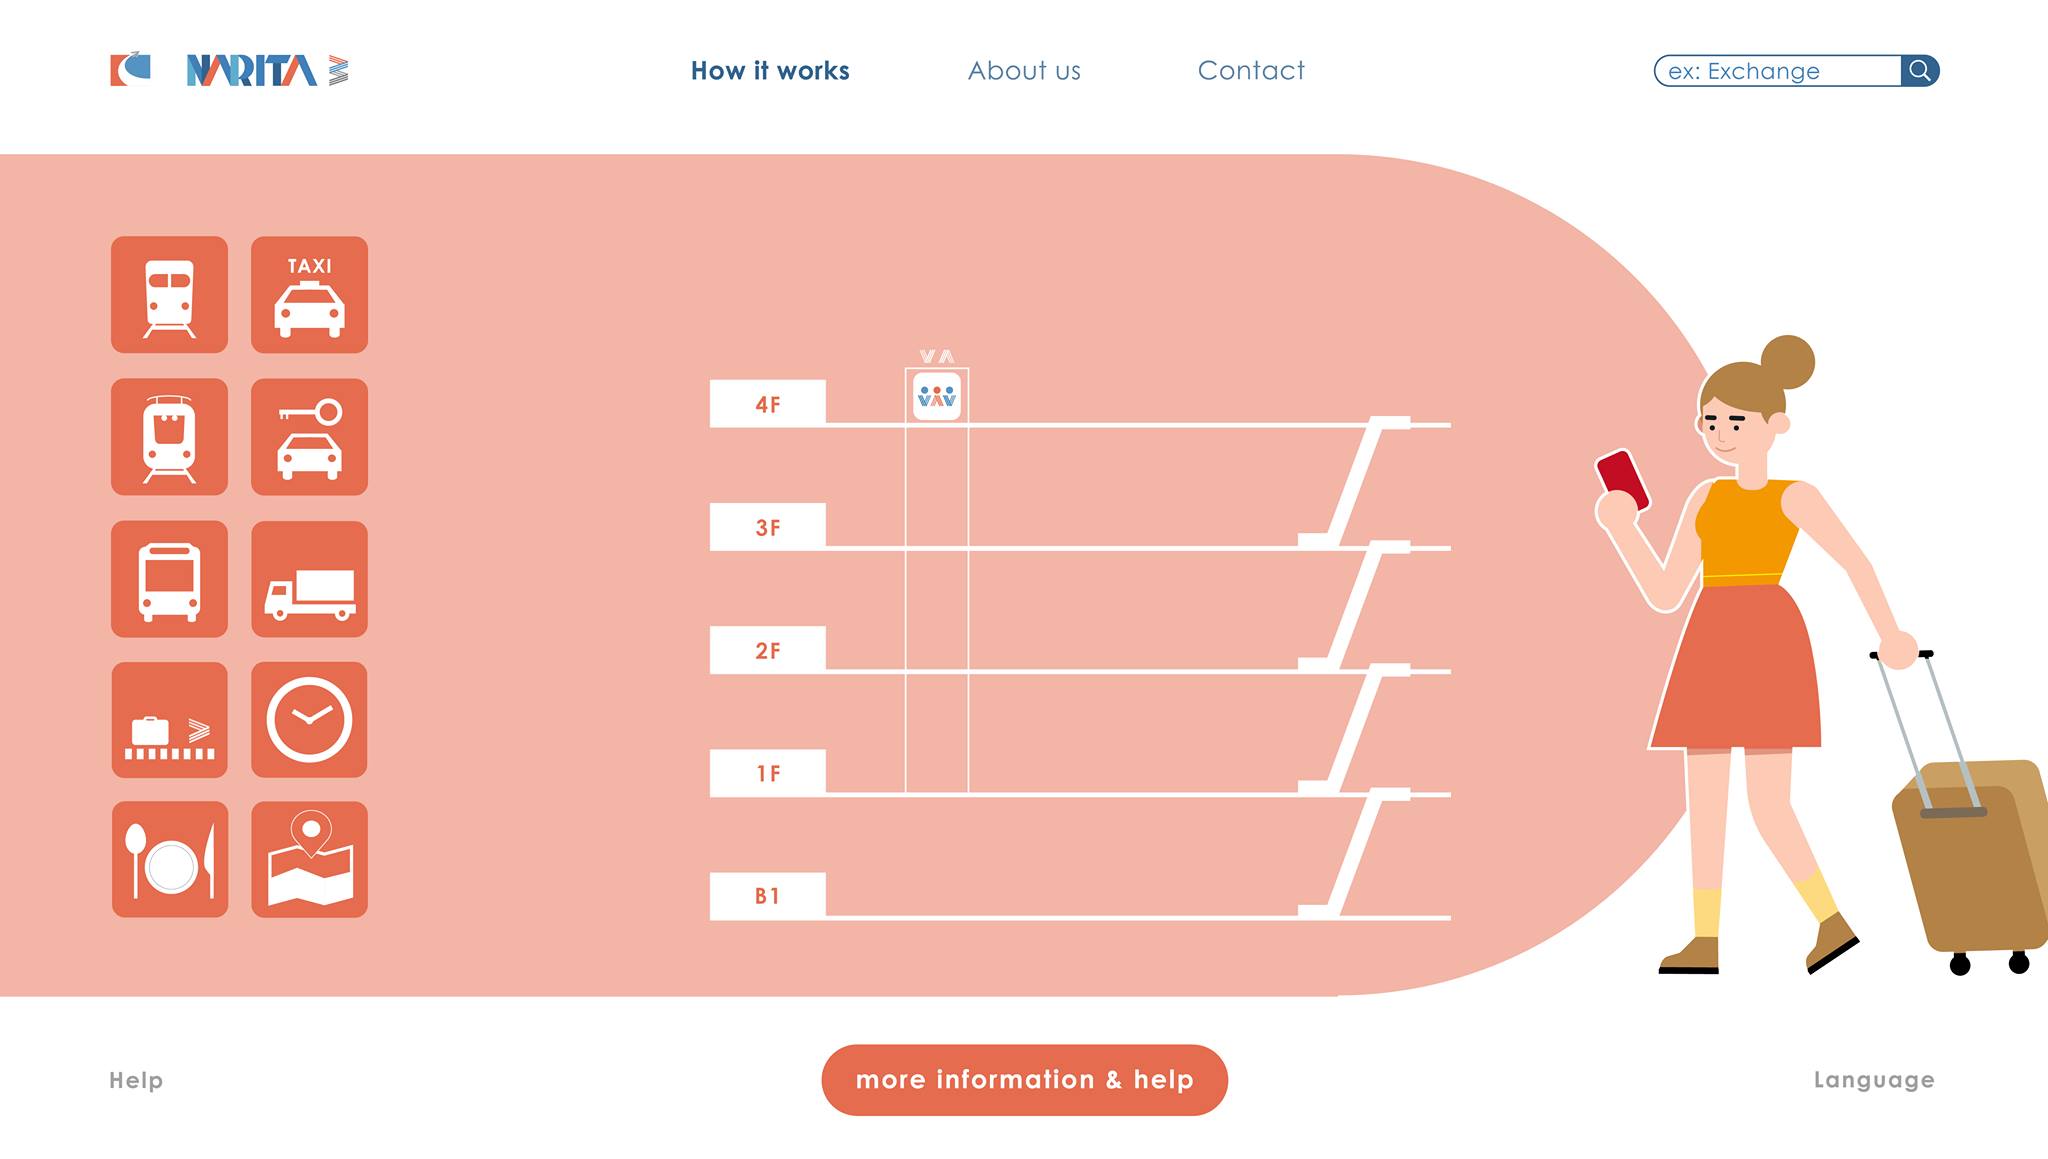 NARITA
How it works
About us
Contact
ex: Exchange
TAXI
4F
3F
2F
1F
B1
Help
more information & help
Language